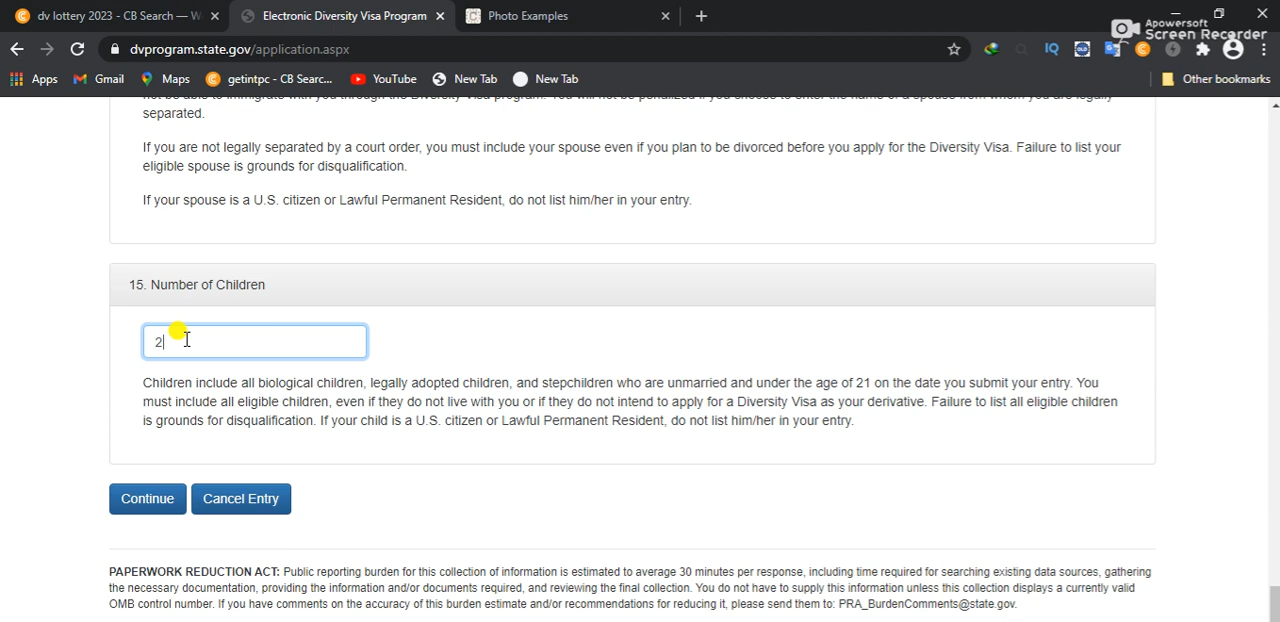 dv lottery 2023 - CB Search — W
Electronic Diversity Visa Program
Photo Examples
Apowersoft
Screen Recorder
dvprogram.state.gov/application.aspx
IQ
Apps
Gmail
Maps
getintpc - CB Searc...
YouTube
New Tab
New Tab
Other bookmarks
separated.
If you are not legally separated by a court order, you must include your spouse even if you plan to be divorced before you apply for the Diversity Visa. Failure to list your
eligible spouse is grounds for disqualification.
If your spouse is a U.S. citizen or Lawful Permanent Resident, do not list him/her in your entry.
15. Number of Children
2
Children include all biological children, legally adopted children, and stepchildren who are unmarried and under the age of 21 on the date you submit your entry. You
must include all eligible children, even if they do not live with you or if they do not intend to apply for a Diversity Visa as your derivative. Failure to list all eligible children
is grounds for disqualification. If your child is a U.S. citizen or Lawful Permanent Resident, do not list him/her in your entry.
Continue
Cancel Entry
PAPERWORK REDUCTION ACT: Public reporting burden for this collection of information is estimated to average 30 minutes per response, including time required for searching existing data sources, gathering
the necessary documentation, providing the information and/or documents required, and reviewing the final collection. You do not have to supply this information unless this collection displays a currently valid
OMB control number. If you have comments on the accuracy of this burden estimate and/or recommendations for reducing it, please send them to: PRA_BurdenComments@state.gov.